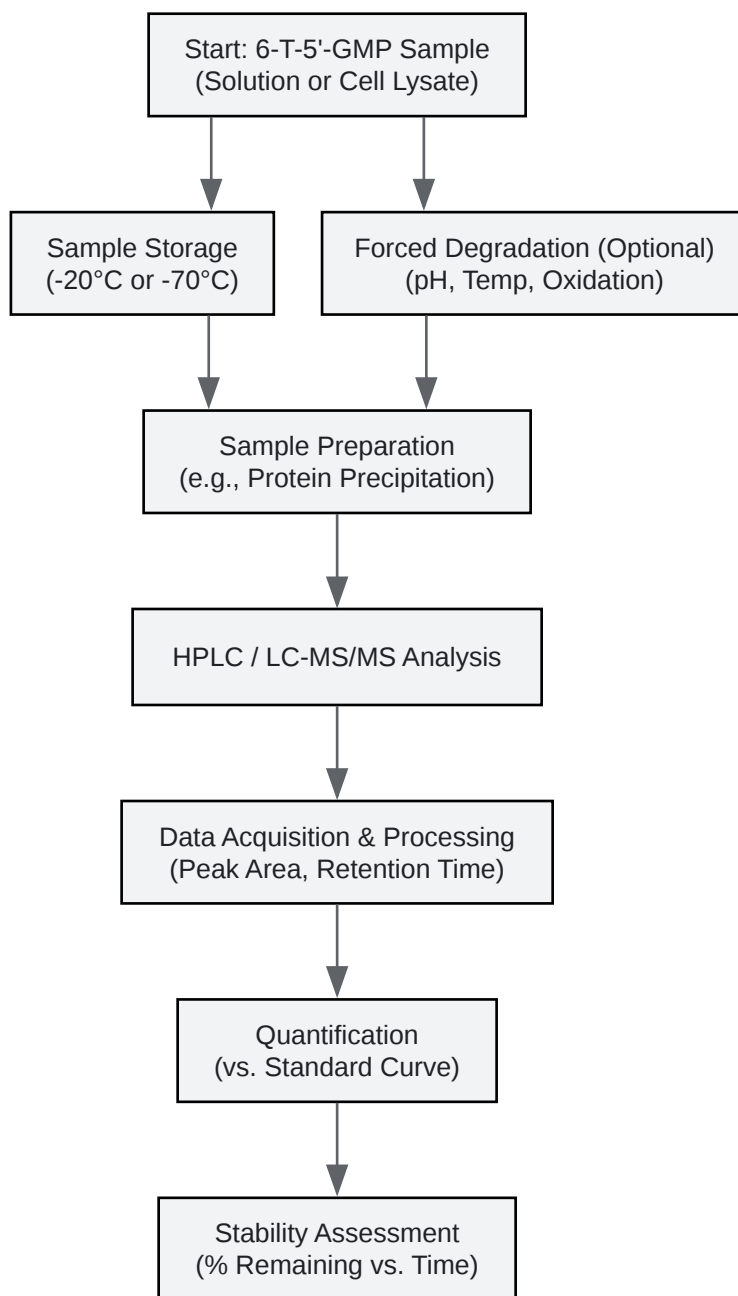 Start: 6-T-5'-GMP Sample
(Solution or Cell Lysate)
Sample Storage
(-20°C or -70°C)
Forced Degradation (Optional)
(pH, Temp, Oxidation)
Sample Preparation
(e.g., Protein Precipitation)
HPLC / LC-MS/MS Analysis
Data Acquisition & Processing
(Peak Area, Retention Time)
Quantification
(vs. Standard Curve)
Stability Assessment
(% Remaining vs. Time)